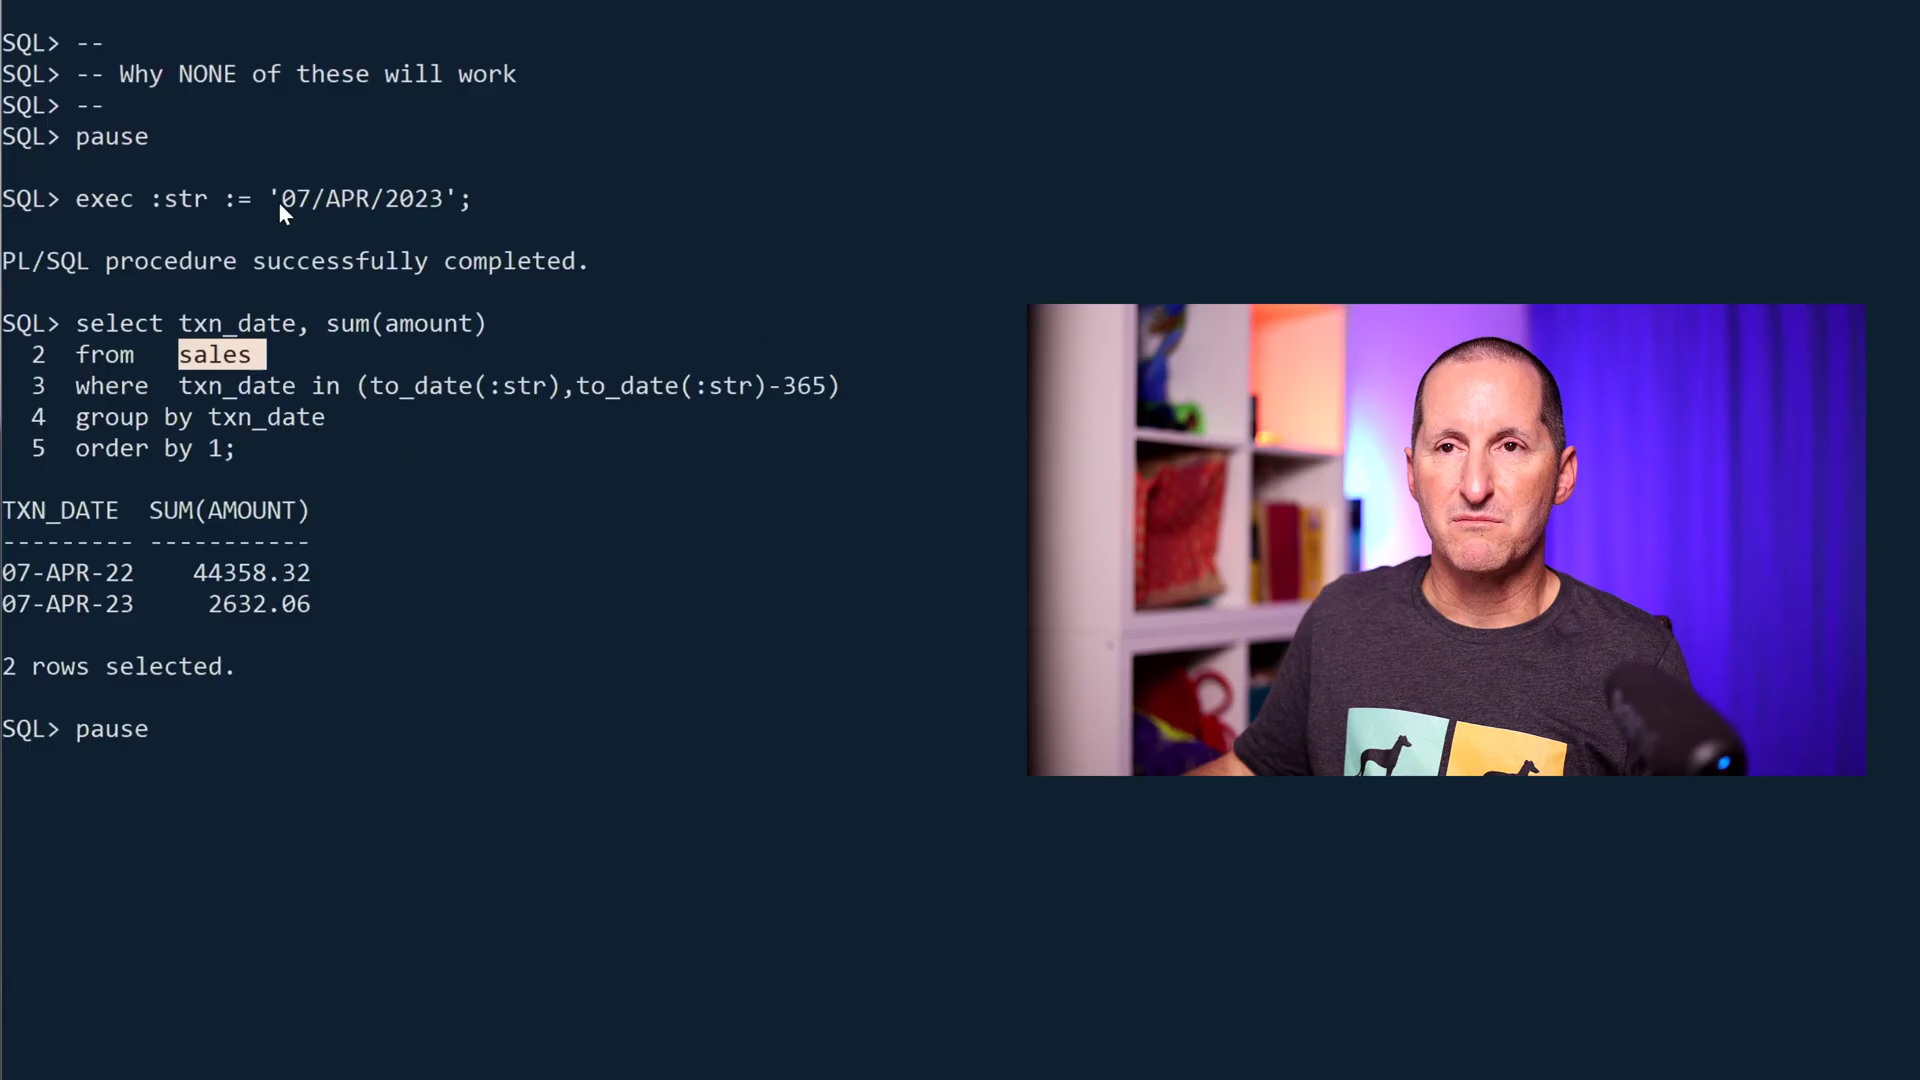 SQL> --
SQL> -- Why NONE of these will work
SQL> --
SQL> pause
SQL> exec :str := '07/APR/2023';
PL/SQL procedure successfully completed.
SQL> select txn_date, sum(amount)
  2  from   sales
  3  where  txn_date in (to_date(:str),to_date(:str)-365)
  4  group by txn_date
  5  order by 1;
TXN_DATE  SUM(AMOUNT)
--------- -----------
07-APR-22    44358.32
07-APR-23     2632.06
2 rows selected.
SQL> pause